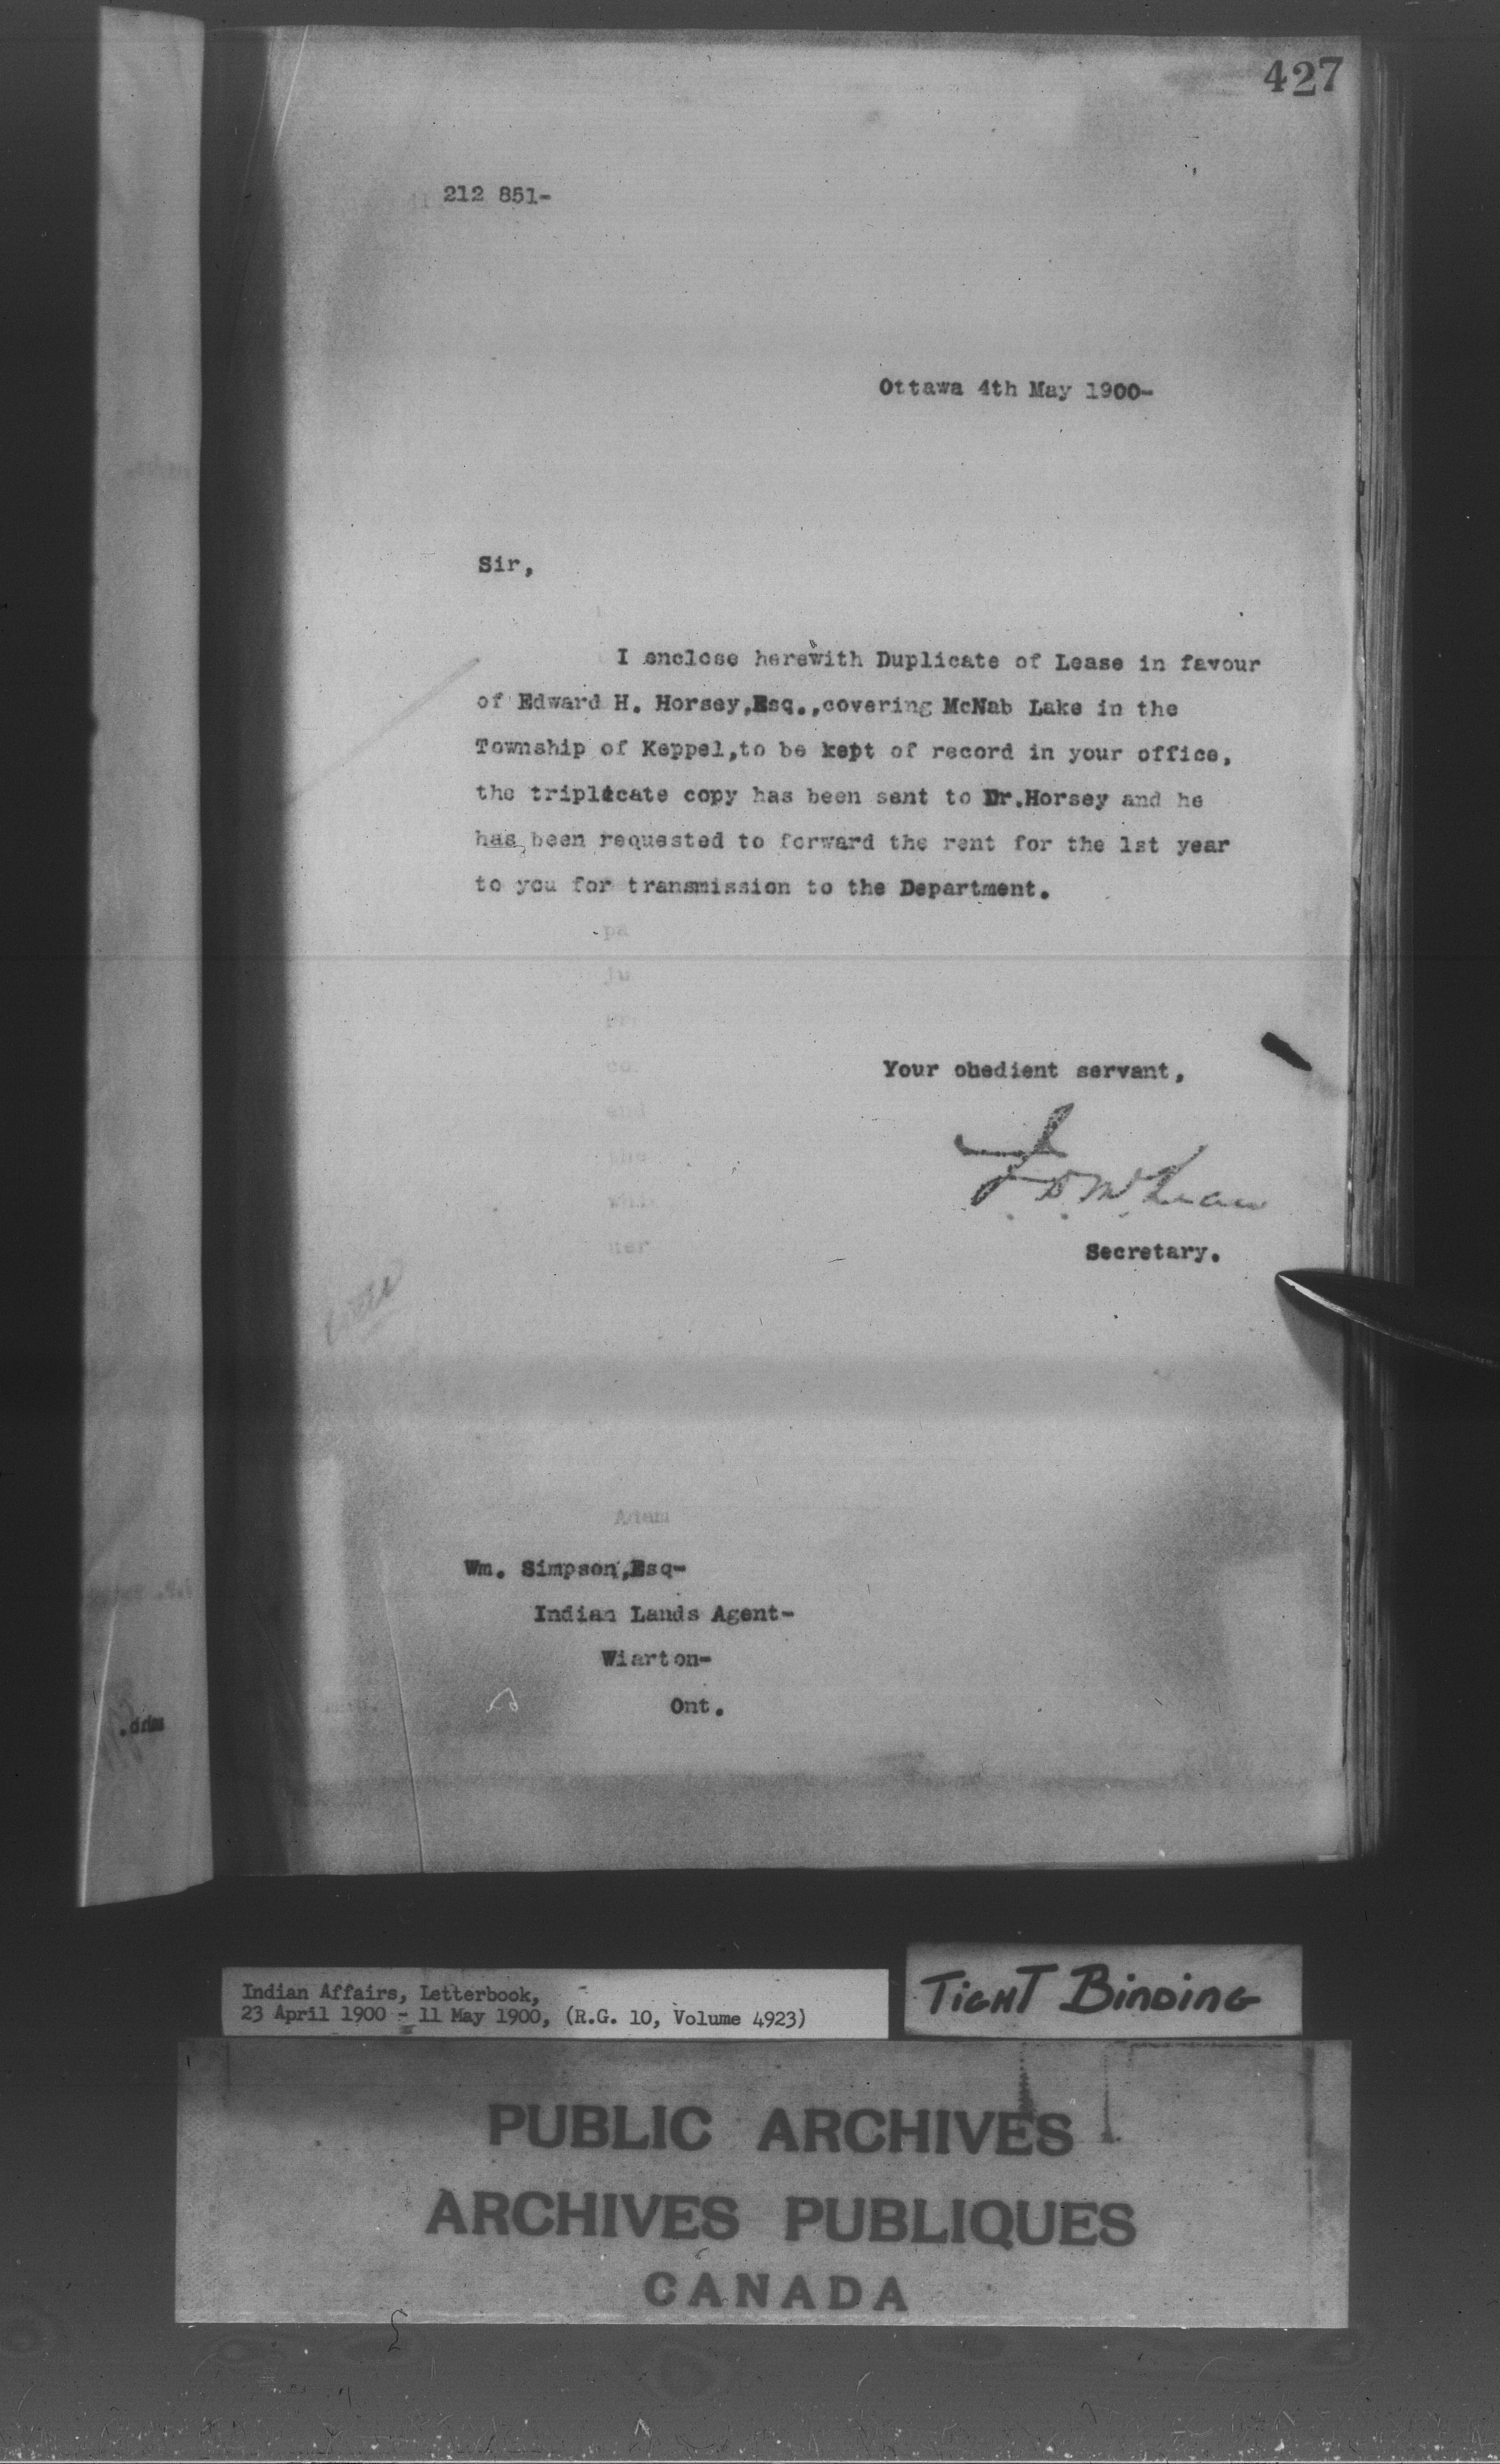 427
212 851-
Ottawa 4th May 1900-
Sir,
I enclose herewith Duplicate of Lease in favour
of Edward H. Horsey,Esq.,covering McNab Lake in the
Township of Keppel,to be kept of record in your office,
the triplicate copy has been sent to Dr.Horsey and he
has been requested to forward the rent for the 1st year
to you for transmission to the Department.
Your obedient servant,
J. D. McLean
Secretary.
Wm. Simpson,Esq-
Indian Lands Agent-
Wiarton-
Ont.
Indian Affairs, Letterbook,
23 April 1900 - 11 May 1900, (R.G. 10, Volume 4923)
TIGHT BINDING
PUBLIC ARCHIVES
ARCHIVES PUBLIQUES
CANADA